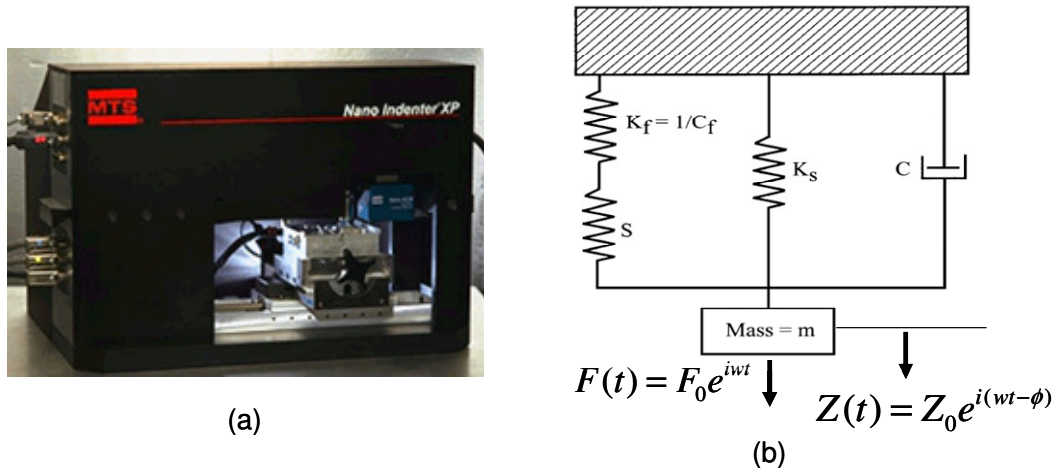 MTS
Nano Indenter XP
(a)
K_f = 1/C_f
K_s
C
S
Mass = m
F(t) = F_0 e^{iwt}
Z(t) = Z_0 e^{i(wt-ϕ)}
(b)